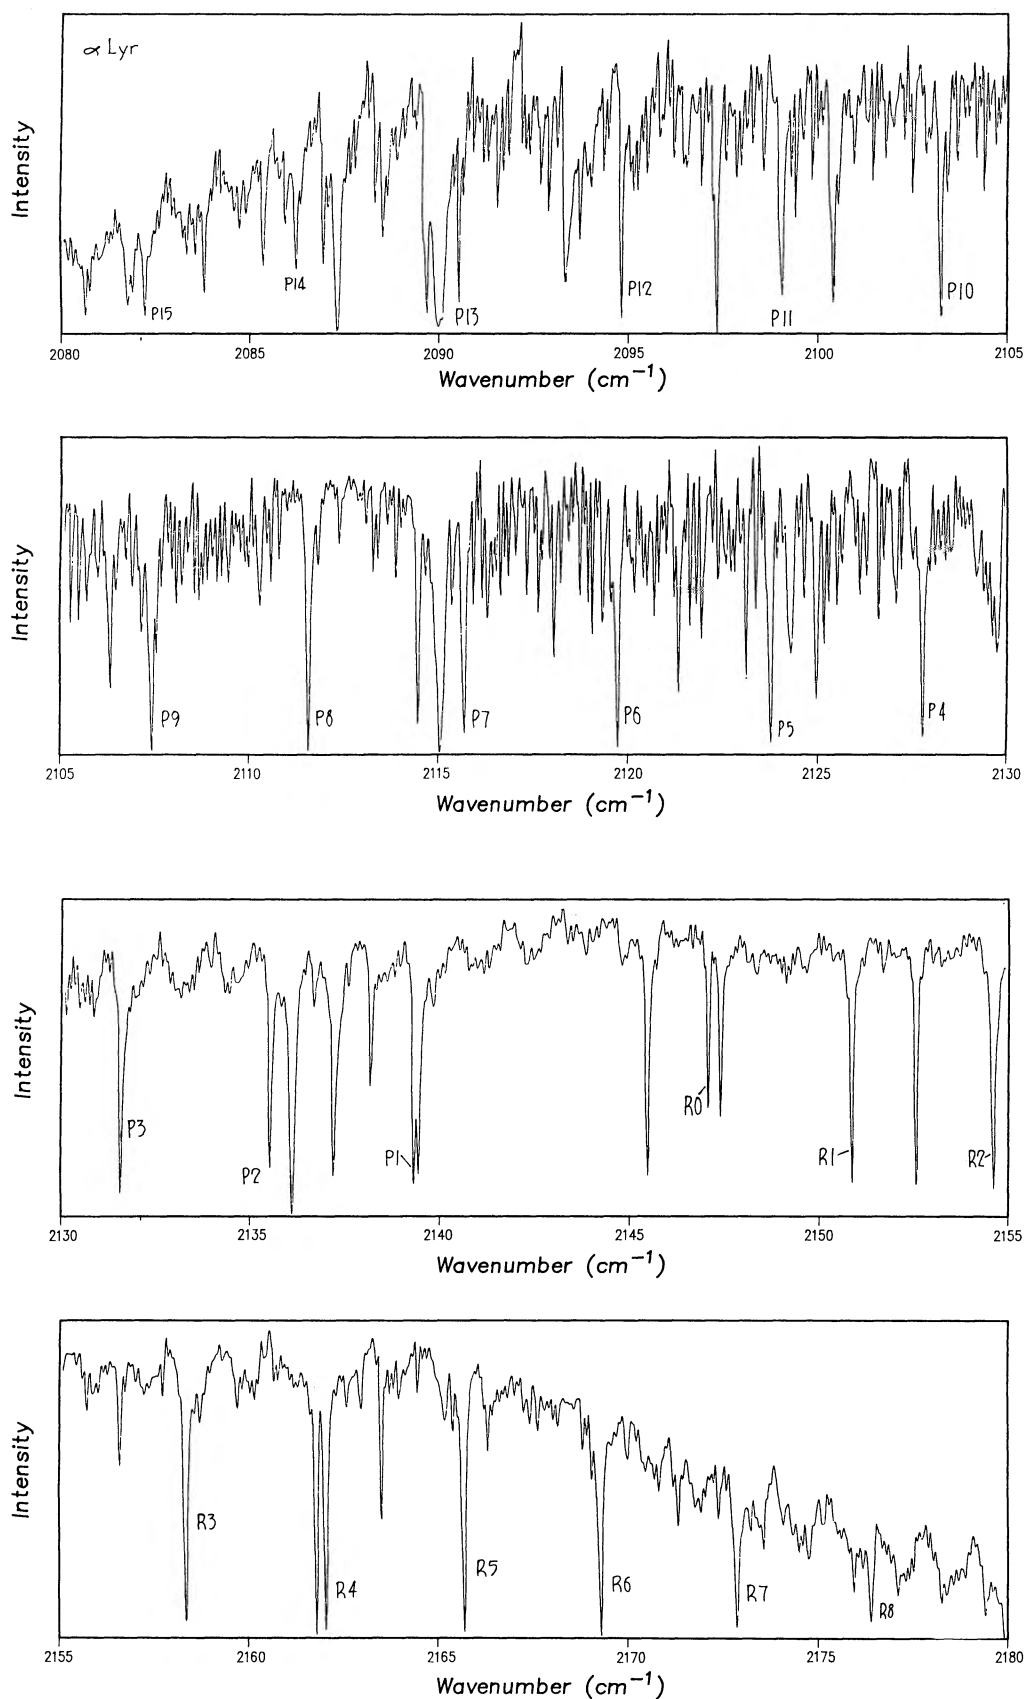 α Lyr
Intensity
P15
P14
P13
P12
P11
P10
2080 2085 2090 2095 2100 2105
Wavenumber (cm⁻¹)
Intensity
P9
P8
P7
P6
P5
P4
2105 2110 2115 2120 2125 2130
Wavenumber (cm⁻¹)
Intensity
P3
P2
P1
R0
R1
R2
2130 2135 2140 2145 2150 2155
Wavenumber (cm⁻¹)
Intensity
R3
R4
R5
R6
R7
R8
2155 2160 2165 2170 2175 2180
Wavenumber (cm⁻¹)